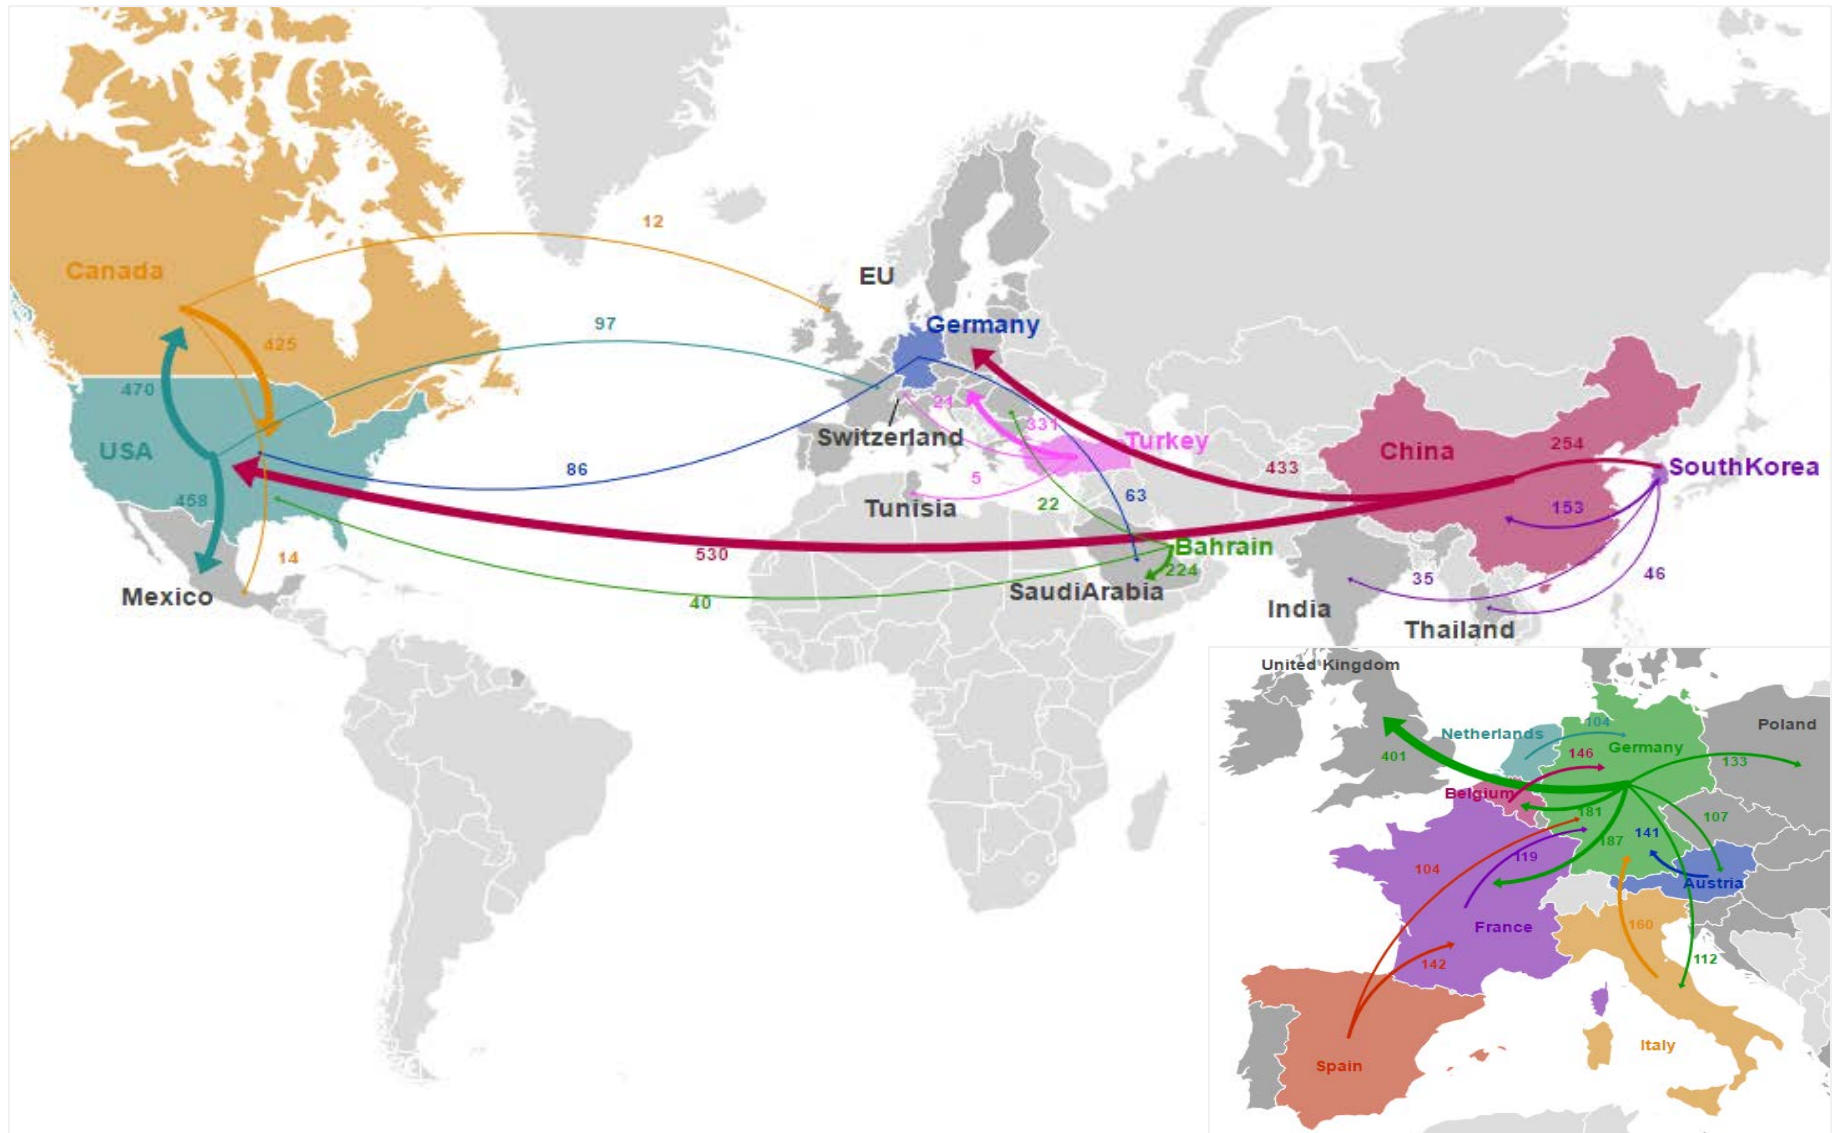 12
Canada
EU
97
Germany
425
470
21
331
Switzerland
Turkey
USA
China
254
433
SouthKorea
86
5
63
458
Tunisia
22
153
530
Bahrain
14
224
35
46
Mexico
40
SaudiArabia
India
Thailand
United Kingdom
104
Poland
Netherlands
Germany
401
146
133
Belgium
181
107
187
141
119
104
Austria
160
France
142
112
Italy
Spain